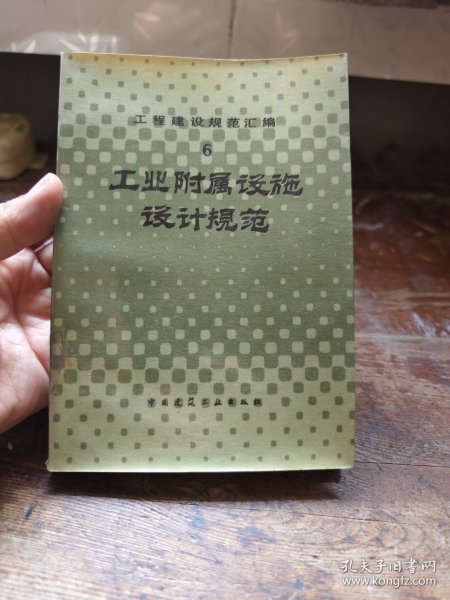 工程建设规范汇编
6
工业附属设施
设计规范
中国建筑工业出版社
孔夫子旧书网
www.kongfz.com